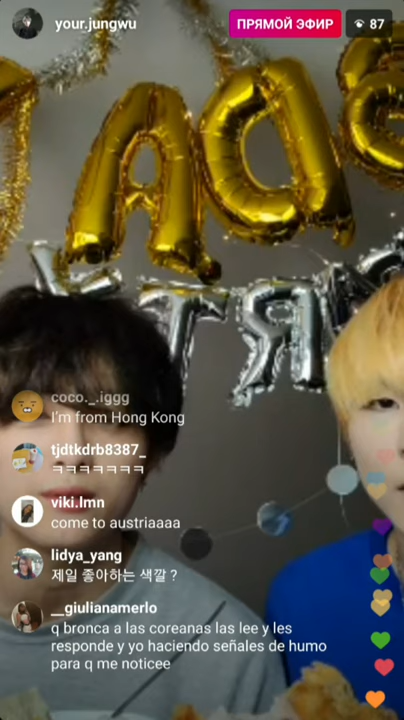 your.jungwu
ПРЯМОЙ ЭФИР
87
coco._.iggg
I'm from Hong Kong
tjdtkdrb8387_
ㅋㅋㅋㅋㅋㅋㅋ
viki.lmn
come to austriaaaa
lidya_yang
제일 좋아하는 색깔 ?
__giulianamerlo
q bronca a las coreanas las lee y les
responde y yo haciendo señales de humo
para q me noticee